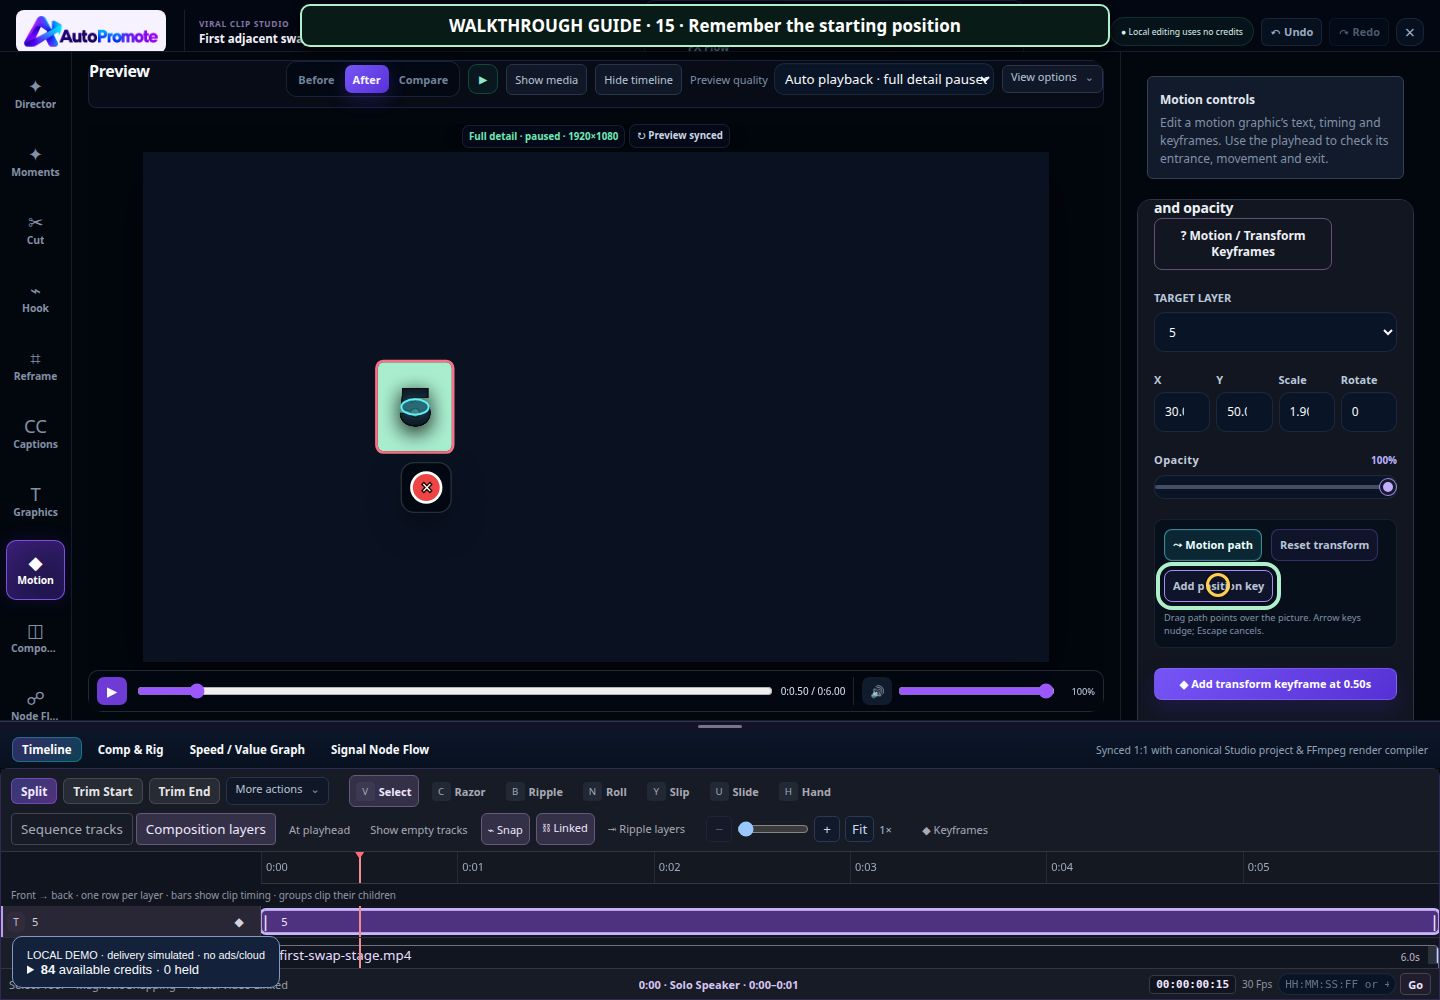 AutoPromote
VIRAL CLIP STUDIO
First adjacent swa
WALKTHROUGH GUIDE · 15 · Remember the starting position
● Local editing uses no credits
↶ Undo
↷ Redo
✕
Director
Moments
Cut
Hook
Reframe
CC
Captions
T
Graphics
Motion
Compo...
Node Fl...
Preview
Before
After
Compare
Show media
Hide timeline
Preview quality
Auto playback · full detail paused
View options
Full detail · paused · 1920×1080
↻ Preview synced
0:0.50 / 0:6.00
100%
Motion controls
Edit a motion graphic's text, timing and
keyframes. Use the playhead to check its
entrance, movement and exit.
and opacity
? Motion / Transform
Keyframes
TARGET LAYER
5
X Y Scale Rotate
30.0 50.0 1.90 0
Opacity 100%
⤳ Motion path
Reset transform
Add position key
Drag path points over the picture. Arrow keys
nudge; Escape cancels.
◆ Add transform keyframe at 0.50s
Timeline
Comp & Rig
Speed / Value Graph
Signal Node Flow
Synced 1:1 with canonical Studio project & FFmpeg render compiler
Split
Trim Start
Trim End
More actions
V Select
C Razor
B Ripple
N Roll
Y Slip
U Slide
H Hand
Sequence tracks
Composition layers
At playhead
Show empty tracks
Snap
Linked
⇥ Ripple layers
−
+
Fit
1×
◆ Keyframes
0:00 0:01 0:02 0:03 0:04 0:05
Front → back · one row per layer · bars show clip timing · groups clip their children
T 5 ◆ 5
first-swap-stage.mp4 6.0s
LOCAL DEMO · delivery simulated · no ads/cloud
▶ 84 available credits · 0 held
0:00 · Solo Speaker · 0:00–0:01
00:00:00:15
30 Fps
HH:MM:SS:FF or +
Go